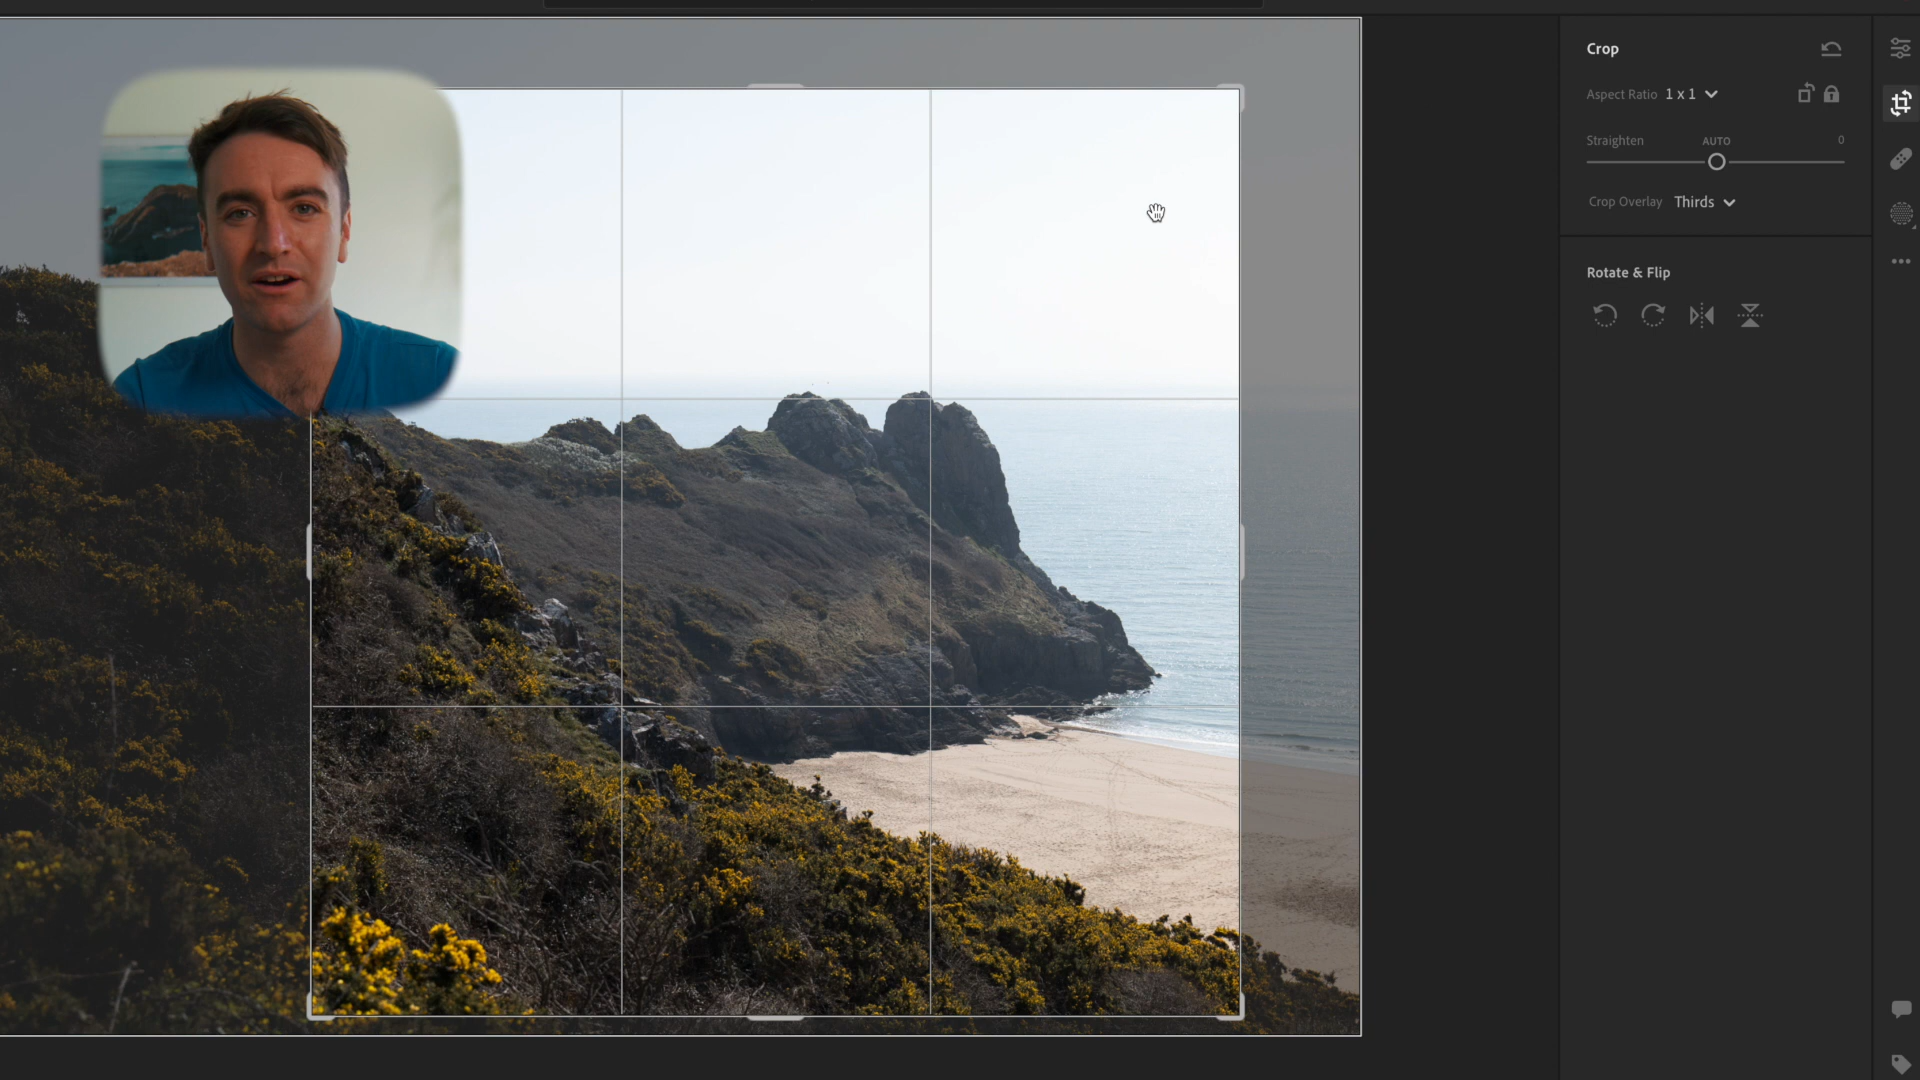 Crop
Aspect Ratio 1 x 1
Straighten AUTO 0
Crop Overlay Thirds
Rotate & Flip